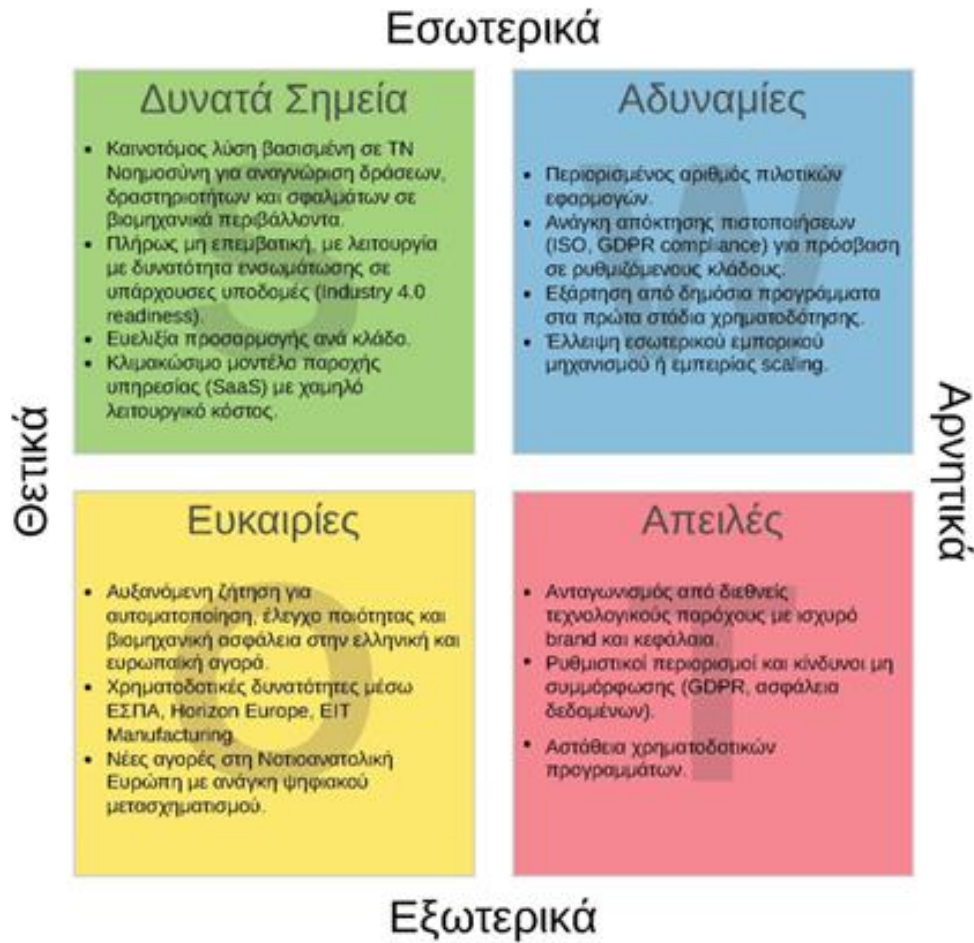 Εσωτερικά
Δυνατά Σημεία
• Καινοτόμος λύση βασισμένη σε ΤΝ
Νοημοσύνη για αναγνώριση δράσεων,
δραστηριοτήτων και σφαλμάτων σε
βιομηχανικά περιβάλλοντα.
• Πλήρως μη επεμβατική, με λειτουργία
με δυνατότητα ενσωμάτωσης σε
υπάρχουσες υποδομές (Industry 4.0
readiness).
• Ευελιξία προσαρμογής ανά κλάδο.
• Κλιμακώσιμο μοντέλο παροχής
υπηρεσίας (SaaS) με χαμηλό
λειτουργικό κόστος.
S
Αδυναμίες
• Περιορισμένος αριθμός πιλοτικών
εφαρμογών.
• Ανάγκη απόκτησης πιστοποιήσεων
(ISO, GDPR compliance) για πρόσβαση
σε ρυθμιζόμενους κλάδους.
• Εξάρτηση από δημόσια προγράμματα
στα πρώτα στάδια χρηματοδότησης.
• Έλλειψη εσωτερικού εμπορικού
μηχανισμού ή εμπειρίας scaling.
W
Θετικά
Αρνητικά
Ευκαιρίες
• Αυξανόμενη ζήτηση για
αυτοματοποίηση, έλεγχο ποιότητας και
βιομηχανική ασφάλεια στην ελληνική και
ευρωπαϊκή αγορά.
• Χρηματοδοτικές δυνατότητες μέσω
ΕΣΠΑ, Horizon Europe, EIT
Manufacturing
• Νέες αγορές στη Νοτιοανατολική
Ευρώπη με ανάγκη ψηφιακού
μετασχηματισμού.
O
Απειλές
• Ανταγωνισμός από διεθνείς
τεχνολογικούς παρόχους με ισχυρό
brand και κεφάλαια.
• Ρυθμιστικοί περιορισμοί και κίνδυνοι μη
συμμόρφωσης (GDPR, ασφάλεια
δεδομένων).
• Αστάθεια χρηματοδοτικών
προγραμμάτων.
T
Εξωτερικά